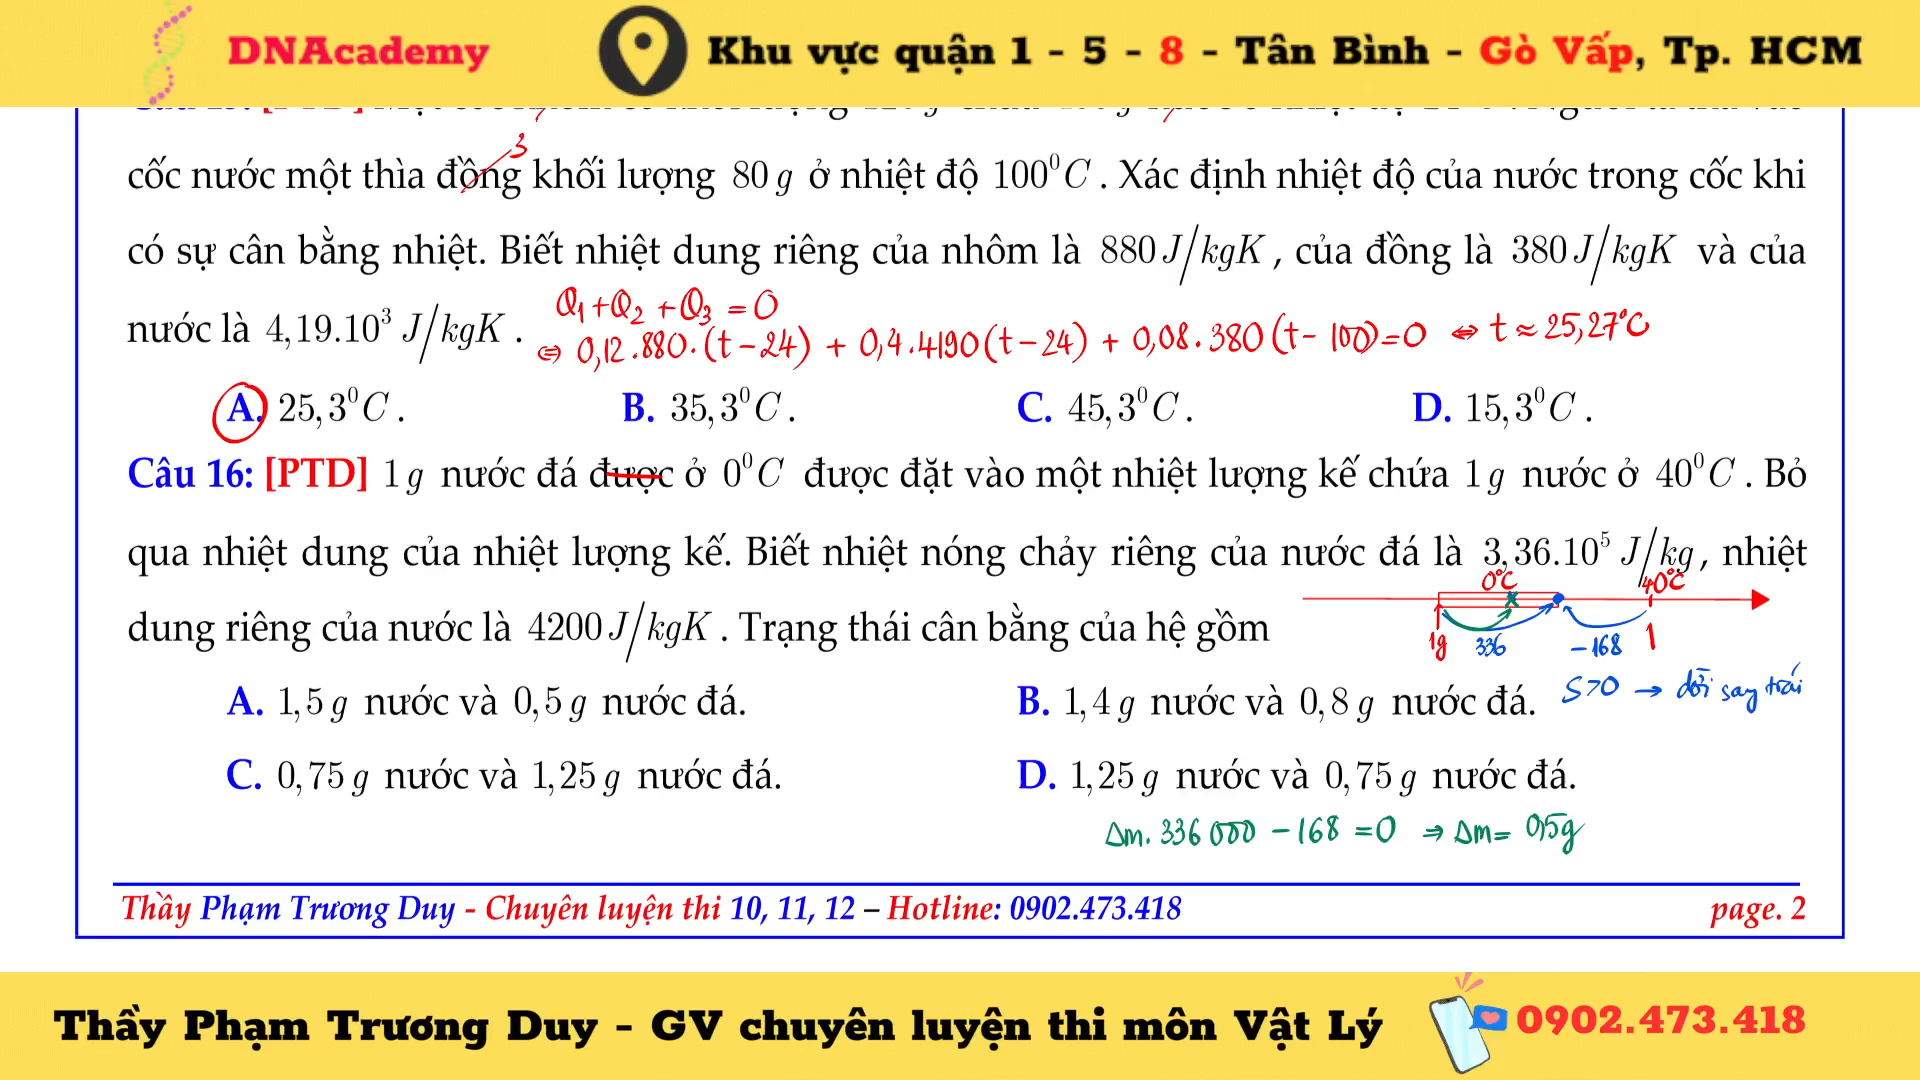 DNAcademy
Khu vực quận 1 - 5 - 8 - Tân Bình - Gò Vấp, Tp. HCM
3
cốc nước một thìa đồng khối lượng 80 g ở nhiệt độ 100⁰C. Xác định nhiệt độ của nước trong cốc khi
có sự cân bằng nhiệt. Biết nhiệt dung riêng của nhôm là 880 J/kgK, của đồng là 380 J/kgK và của
nước là 4,19.10³ J/kgK.
Q₁ + Q₂ + Q₃ = 0
⇔ 0,12.880.(t - 24) + 0,4.4190(t - 24) + 0,08.380(t - 100) = 0 ⇔ t ≈ 25,27°C
A. 25,3⁰C. B. 35,3⁰C. C. 45,3⁰C. D. 15,3⁰C.
Câu 16: [PTD] 1 g nước đá được ở 0⁰C được đặt vào một nhiệt lượng kế chứa 1 g nước ở 40⁰C. Bỏ
qua nhiệt dung của nhiệt lượng kế. Biết nhiệt nóng chảy riêng của nước đá là 3,36.10⁵ J/kg, nhiệt
0°C 40°C
dung riêng của nước là 4200 J/kgK. Trạng thái cân bằng của hệ gồm
1g 336 -168 1
A. 1,5 g nước và 0,5 g nước đá. B. 1,4 g nước và 0,8 g nước đá.
S>0 → dời sang trái
C. 0,75 g nước và 1,25 g nước đá. D. 1,25 g nước và 0,75 g nước đá.
Δm. 336 000 - 168 = 0 ⇒ Δm = 0,5g
Thầy Phạm Trương Duy - Chuyên luyện thi 10, 11, 12 – Hotline: 0902.473.418 page. 2
Thầy Phạm Trương Duy - GV chuyên luyện thi môn Vật Lý 0902.473.418